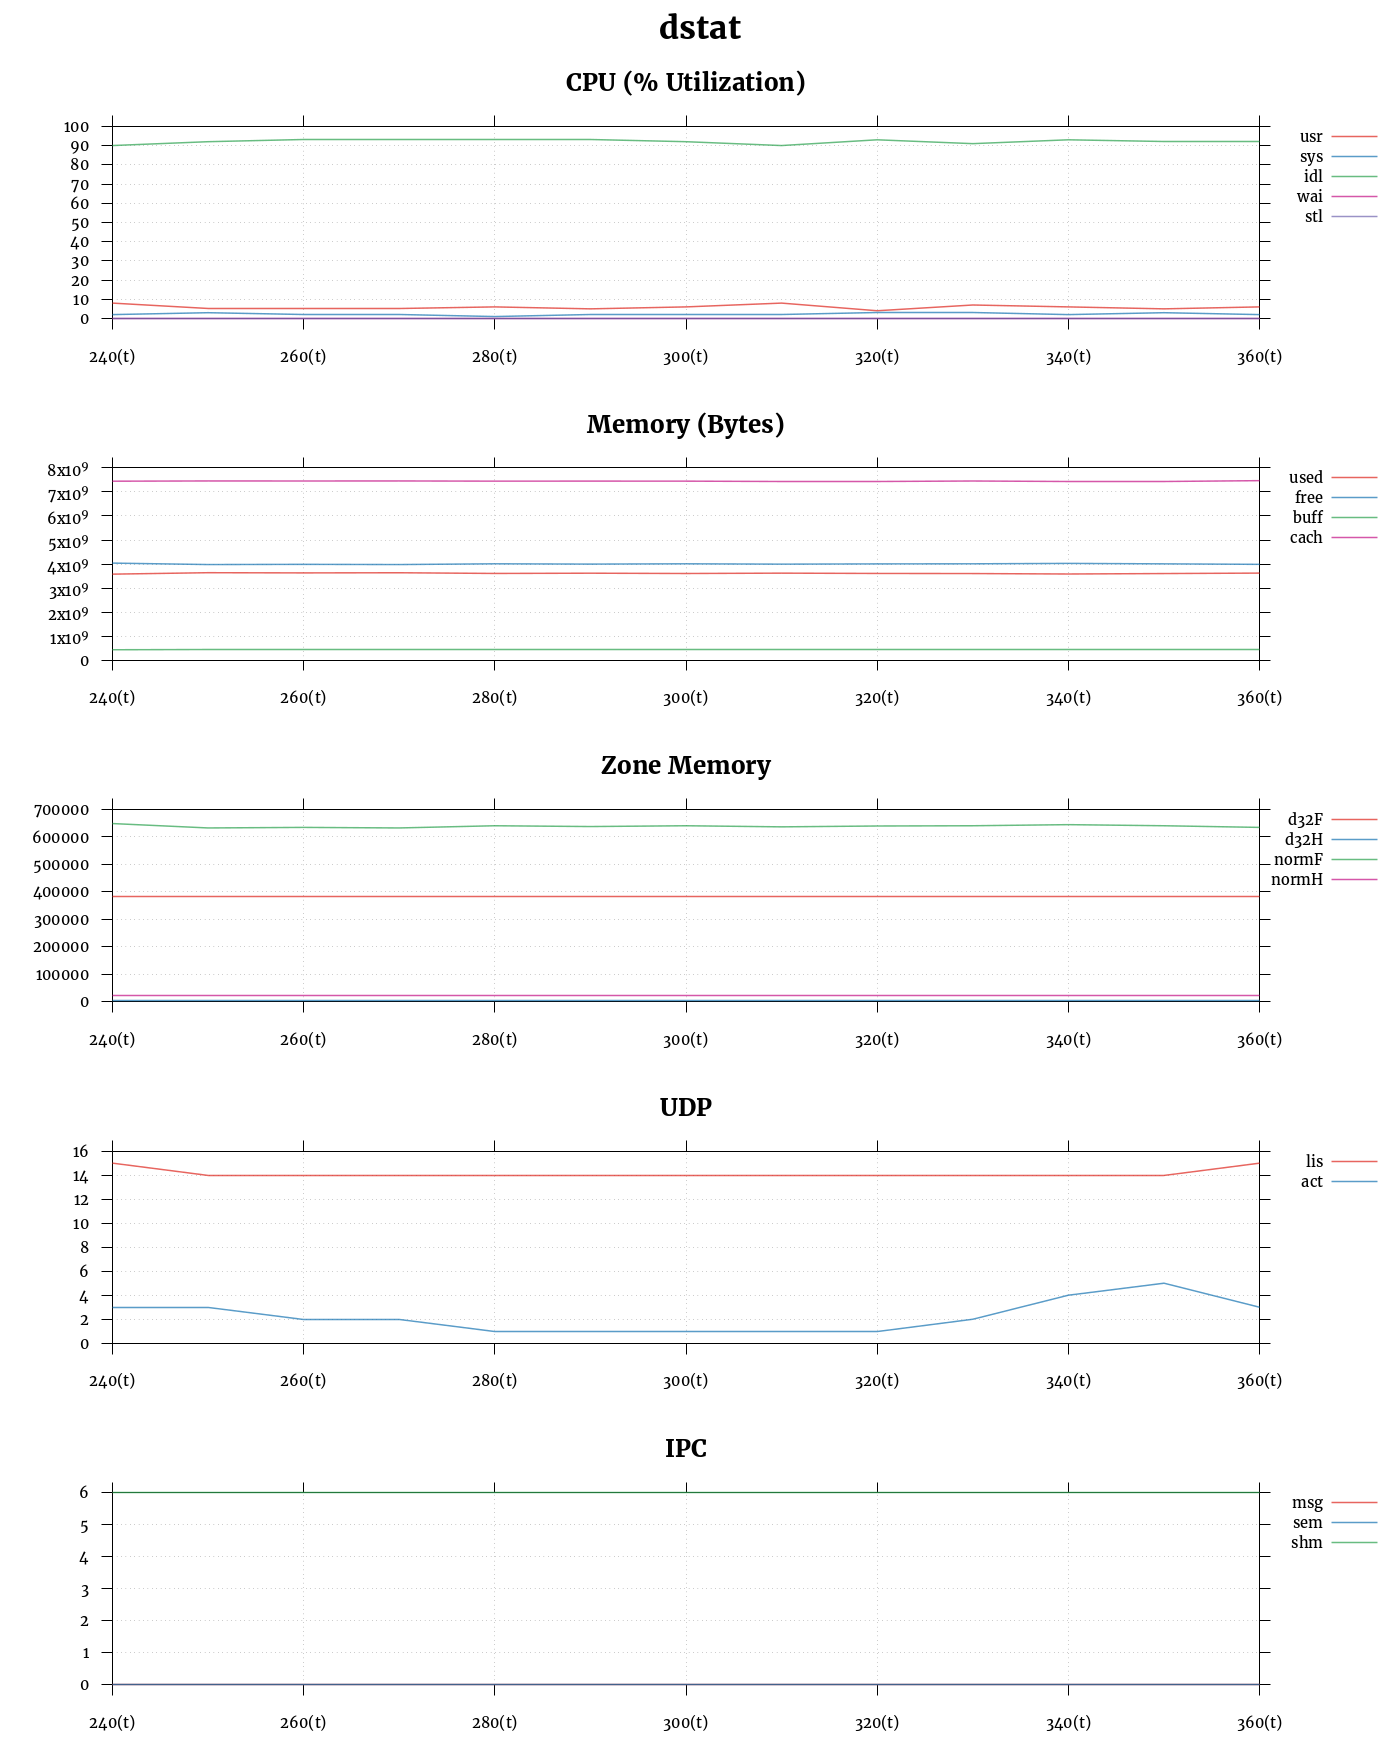 dstat
CPU (% Utilization)
100
90
80
70
60
50
40
30
20
10
0
usr
sys
idl
wai
stl
240(t) 260(t) 280(t) 300(t) 320(t) 340(t) 360(t)
Memory (Bytes)
8x10⁹
7x10⁹
6x10⁹
5x10⁹
4x10⁹
3x10⁹
2x10⁹
1x10⁹
0
used
free
buff
cach
240(t) 260(t) 280(t) 300(t) 320(t) 340(t) 360(t)
Zone Memory
700000
600000
500000
400000
300000
200000
100000
0
d32F
d32H
normF
normH
240(t) 260(t) 280(t) 300(t) 320(t) 340(t) 360(t)
UDP
16
14
12
10
8
6
4
2
0
lis
act
240(t) 260(t) 280(t) 300(t) 320(t) 340(t) 360(t)
IPC
6
5
4
3
2
1
0
msg
sem
shm
240(t) 260(t) 280(t) 300(t) 320(t) 340(t) 360(t)